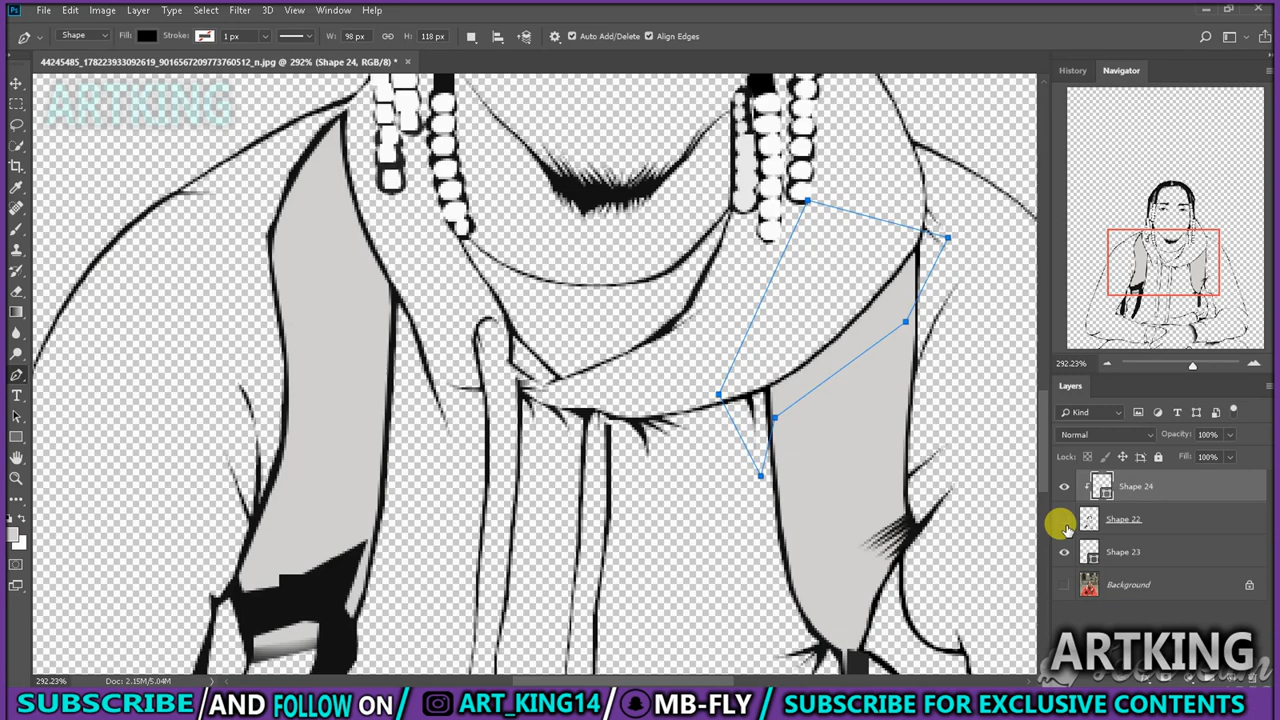 Ps File Edit Image Layer Type Select Filter 3D View Window Help
Shape Fill: Stroke: 1 px W: 98 px H: 118 px Auto Add/Delete Align Edges
44245485_178223933092619_9016567209773760512_n.jpg @ 292% (Shape 24, RGB/8) *
History Navigator
ARTKING
292.23%
Layers
Kind
Normal Opacity: 100%
Lock: Fill: 100%
Shape 24
Shape 22
Shape 23
Background
ARTKING
292.23% Doc: 2.15M/5.04M
SUBSCRIBE /AND FOLLOW ON / ART_KING14 / MB-FLY / SUBSCRIBE FOR EXCLUSIVE CONTENTS